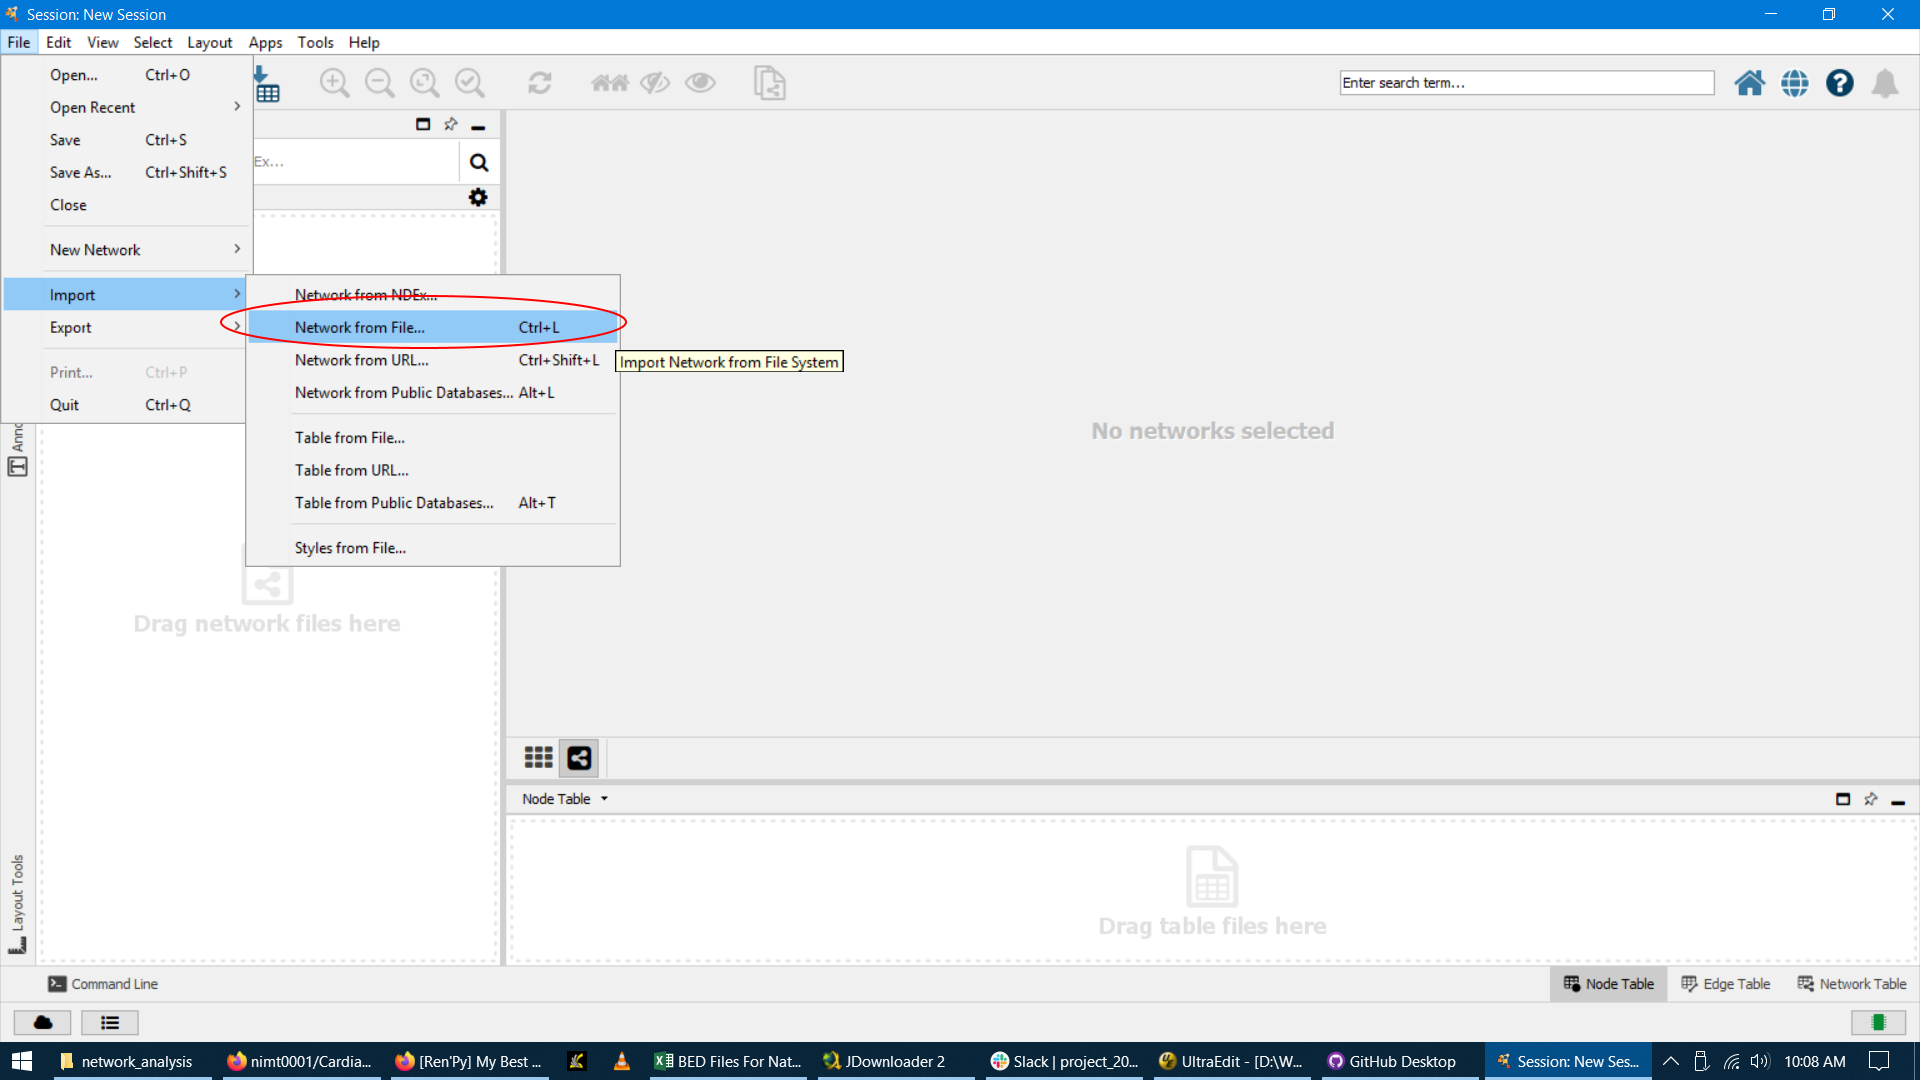 Session: New Session
File Edit View Select Layout Apps Tools Help
Open... Ctrl+O
Open Recent
Save Ctrl+S
Save As... Ctrl+Shift+S
Close
New Network
Import
Export
Print... Ctrl+P
Quit Ctrl+Q
Enter search term...
Ex...
Network from NDEx...
Network from File... Ctrl+L
Network from URL... Ctrl+Shift+L
Network from Public Databases... Alt+L
Table from File...
Table from URL...
Table from Public Databases... Alt+T
Styles from File...
Import Network from File System
No networks selected
Anno
Drag network files here
Node Table
Layout Tools
Drag table files here
Command Line
Node Table Edge Table Network Table
network_analysis nimt0001/Cardia... [Ren'Py] My Best ... BED Files For Nat... JDownloader 2 Slack | project_20... UltraEdit - [D:\W... GitHub Desktop Session: New Ses... 10:08 AM